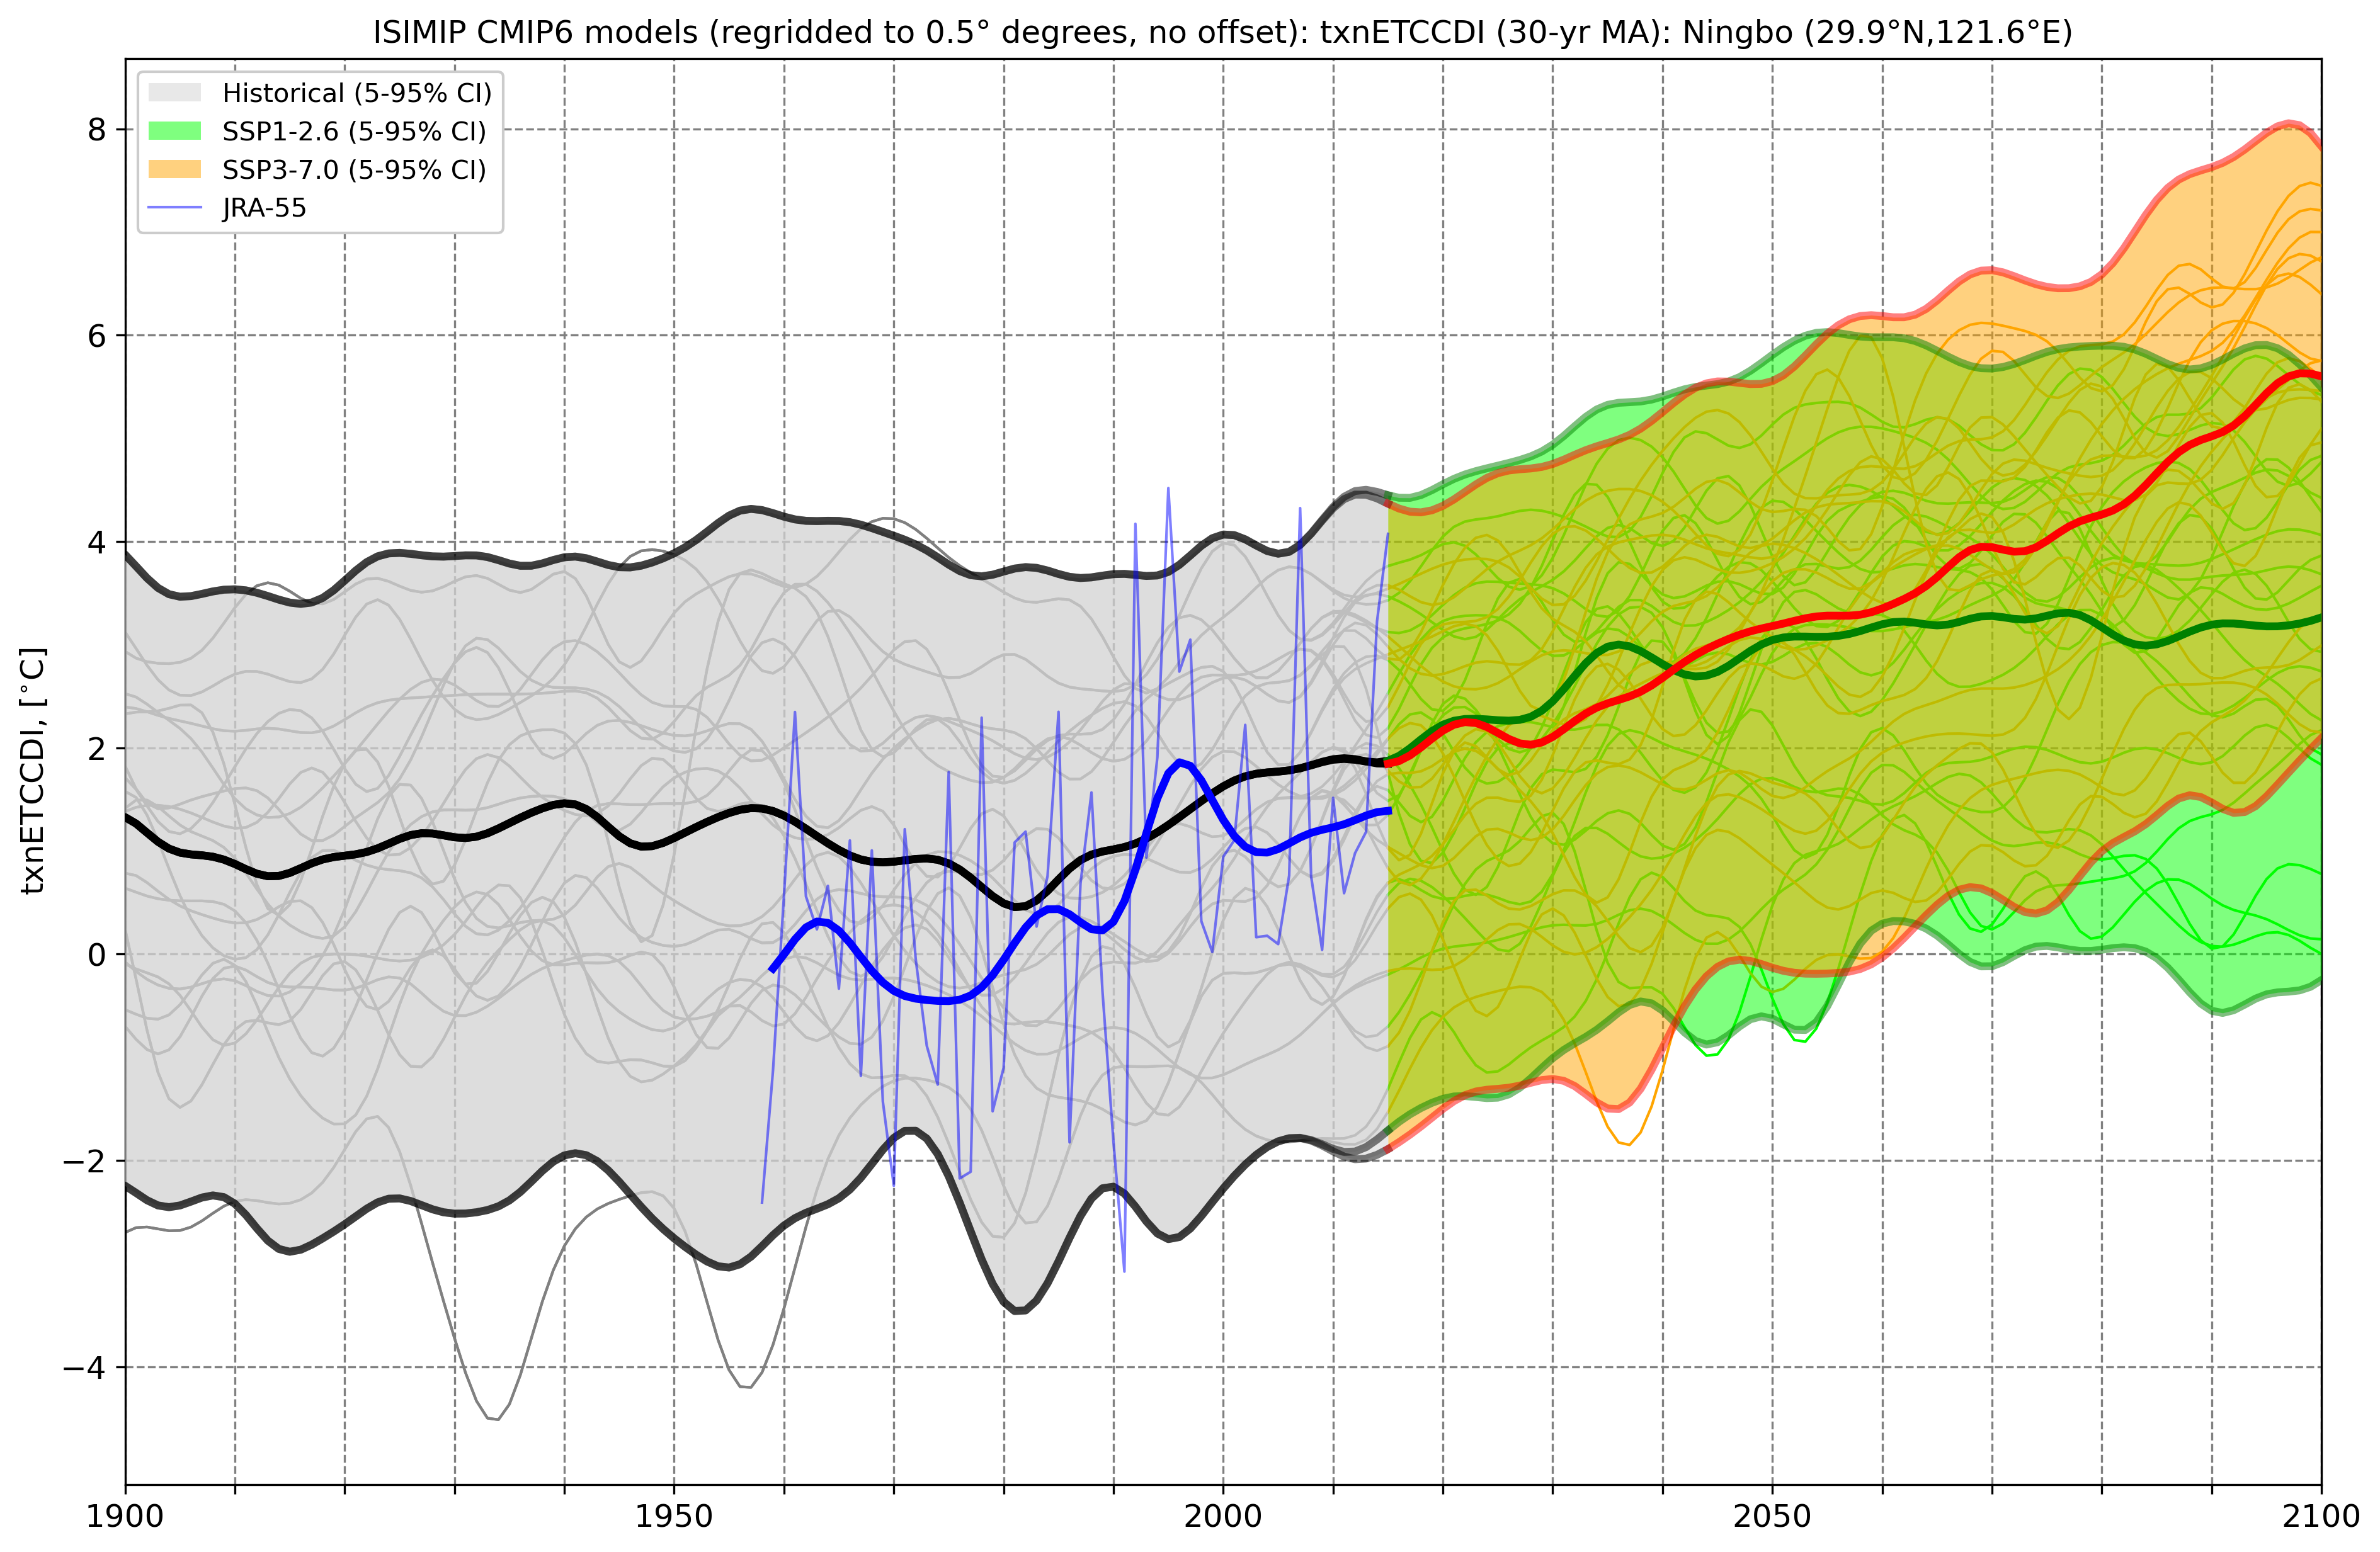 ISIMIP CMIP6 models (regridded to 0.5° degrees, no offset): txnETCCDI (30-yr MA): Ningbo (29.9°N,121.6°E)
Historical (5-95% CI)
SSP1-2.6 (5-95% CI)
SSP3-7.0 (5-95% CI)
JRA-55
txnETCCDI, [°C]
8
6
4
2
0
−2
−4
1900
1950
2000
2050
2100